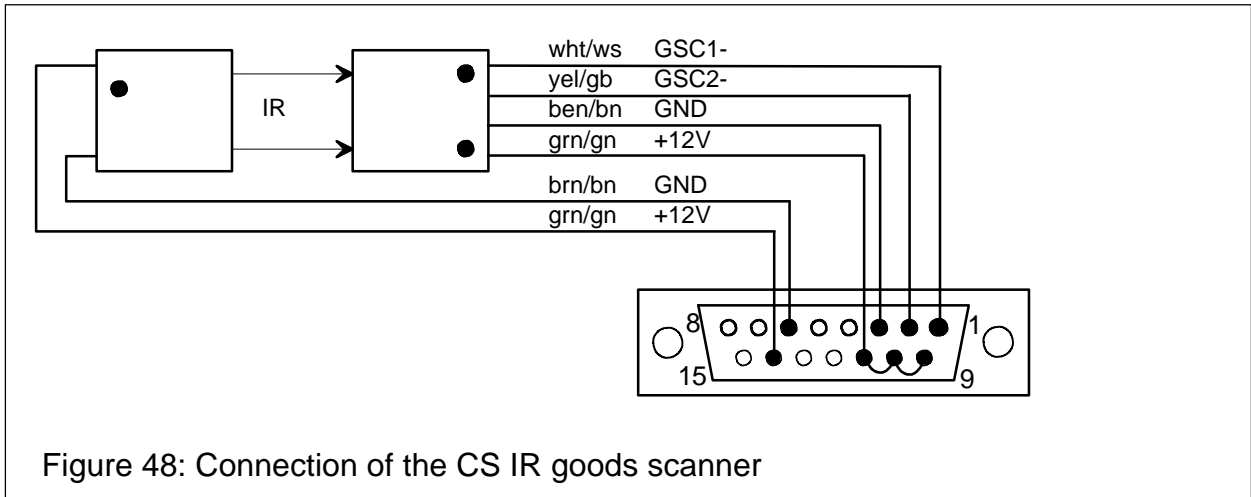 wht/ws GSC1-
yel/gb GSC2-
IR ben/bn GND
grn/gn +12V
brn/bn GND
grn/gn +12V
8 1
15 9
Figure 48: Connection of the CS IR goods scanner